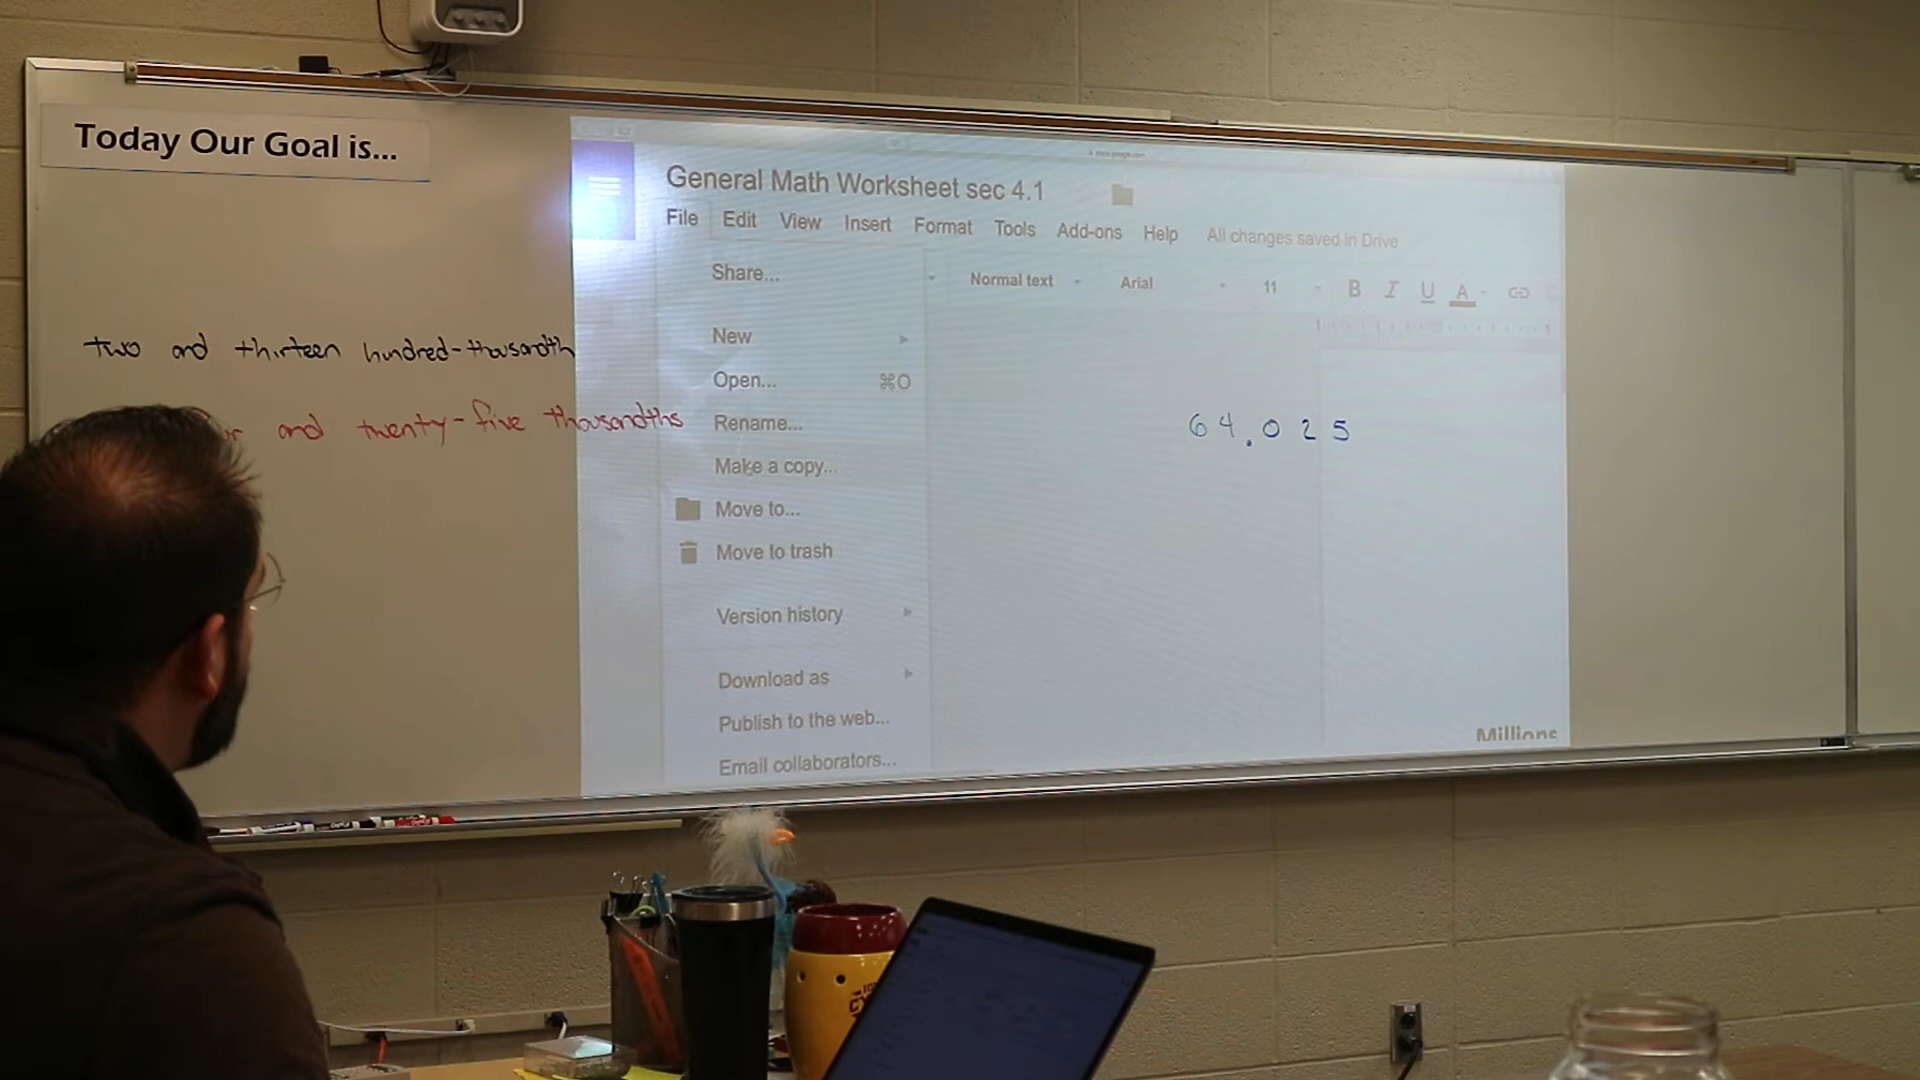 Today Our Goal is...
General Math Worksheet sec 4.1
File Edit View Insert Format Tools Add-ons Help All changes saved in Drive
Share...
Normal text Arial 11 B I U A
New
two and thirteen hundred-thousandth
Open... ⌘O
and twenty-five thousandths
Rename...
64.025
Make a copy...
Move to...
Move to trash
Version history
Download as
Publish to the web...
Millions
Email collaborators...